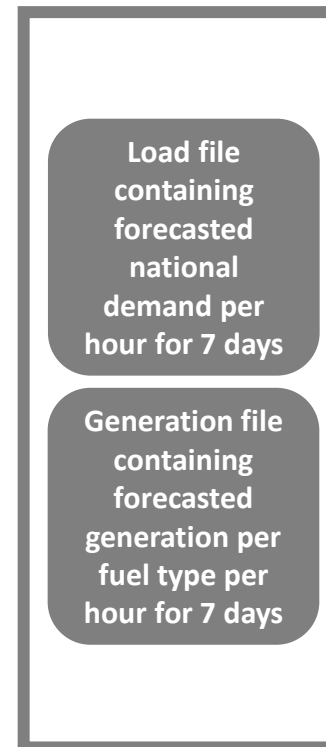 Load file
containing
forecasted
national
demand per
hour for 7 days
Generation file
containing
forecasted
generation per
fuel type per
hour for 7 days